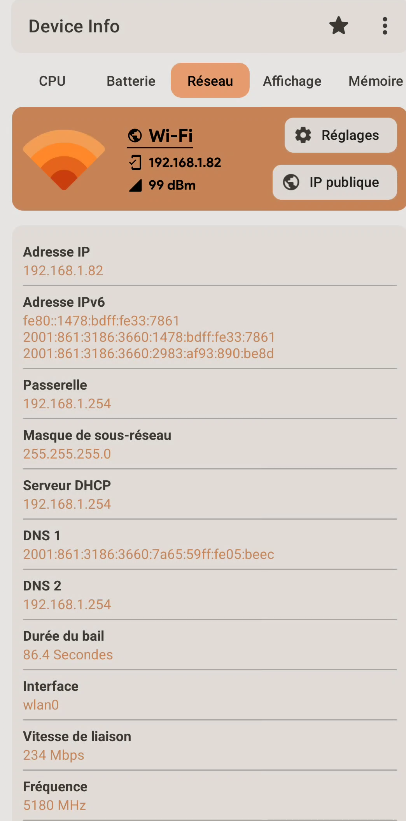 Device Info
CPU Batterie Réseau Affichage Mémoire
Wi-Fi
192.168.1.82
99 dBm
Réglages
IP publique
Adresse IP
192.168.1.82
Adresse IPv6
fe80::1478:bdff:fe33:7861
2001:861:3186:3660:1478:bdff:fe33:7861
2001:861:3186:3660:2983:af93:890:be8d
Passerelle
192.168.1.254
Masque de sous-réseau
255.255.255.0
Serveur DHCP
192.168.1.254
DNS 1
2001:861:3186:3660:7a65:59ff:fe05:beec
DNS 2
192.168.1.254
Durée du bail
86.4 Secondes
Interface
wlan0
Vitesse de liaison
234 Mbps
Fréquence
5180 MHz